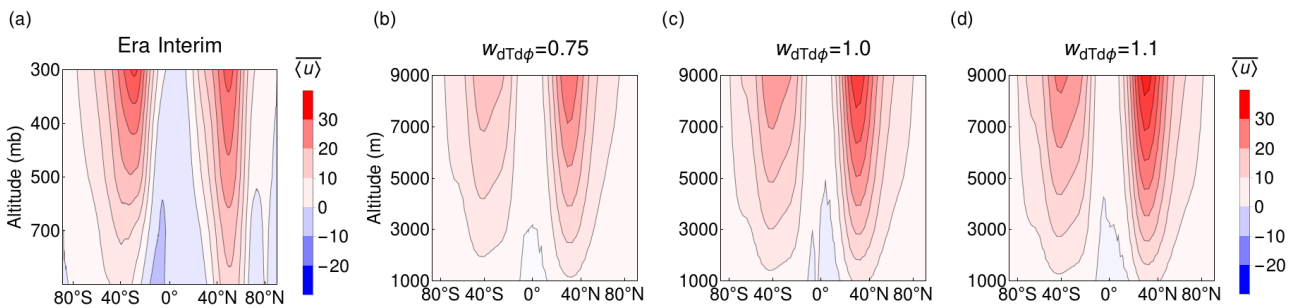 (a)
Era Interim
300
400
500
700
Altitude (mb)
80°S 40°S 0° 40°N 80°N
⟨u⟩
30
20
10
0
−10
−20
(b)
w_dTdϕ=0.75
9000
7000
5000
3000
1000
Altitude (m)
80°S 40°S 0° 40°N 80°N
(c)
w_dTdϕ=1.0
9000
7000
5000
3000
1000
80°S 40°S 0° 40°N 80°N
(d)
w_dTdϕ=1.1
9000
7000
5000
3000
1000
80°S 40°S 0° 40°N 80°N
⟨u⟩
30
20
10
0
−10
−20